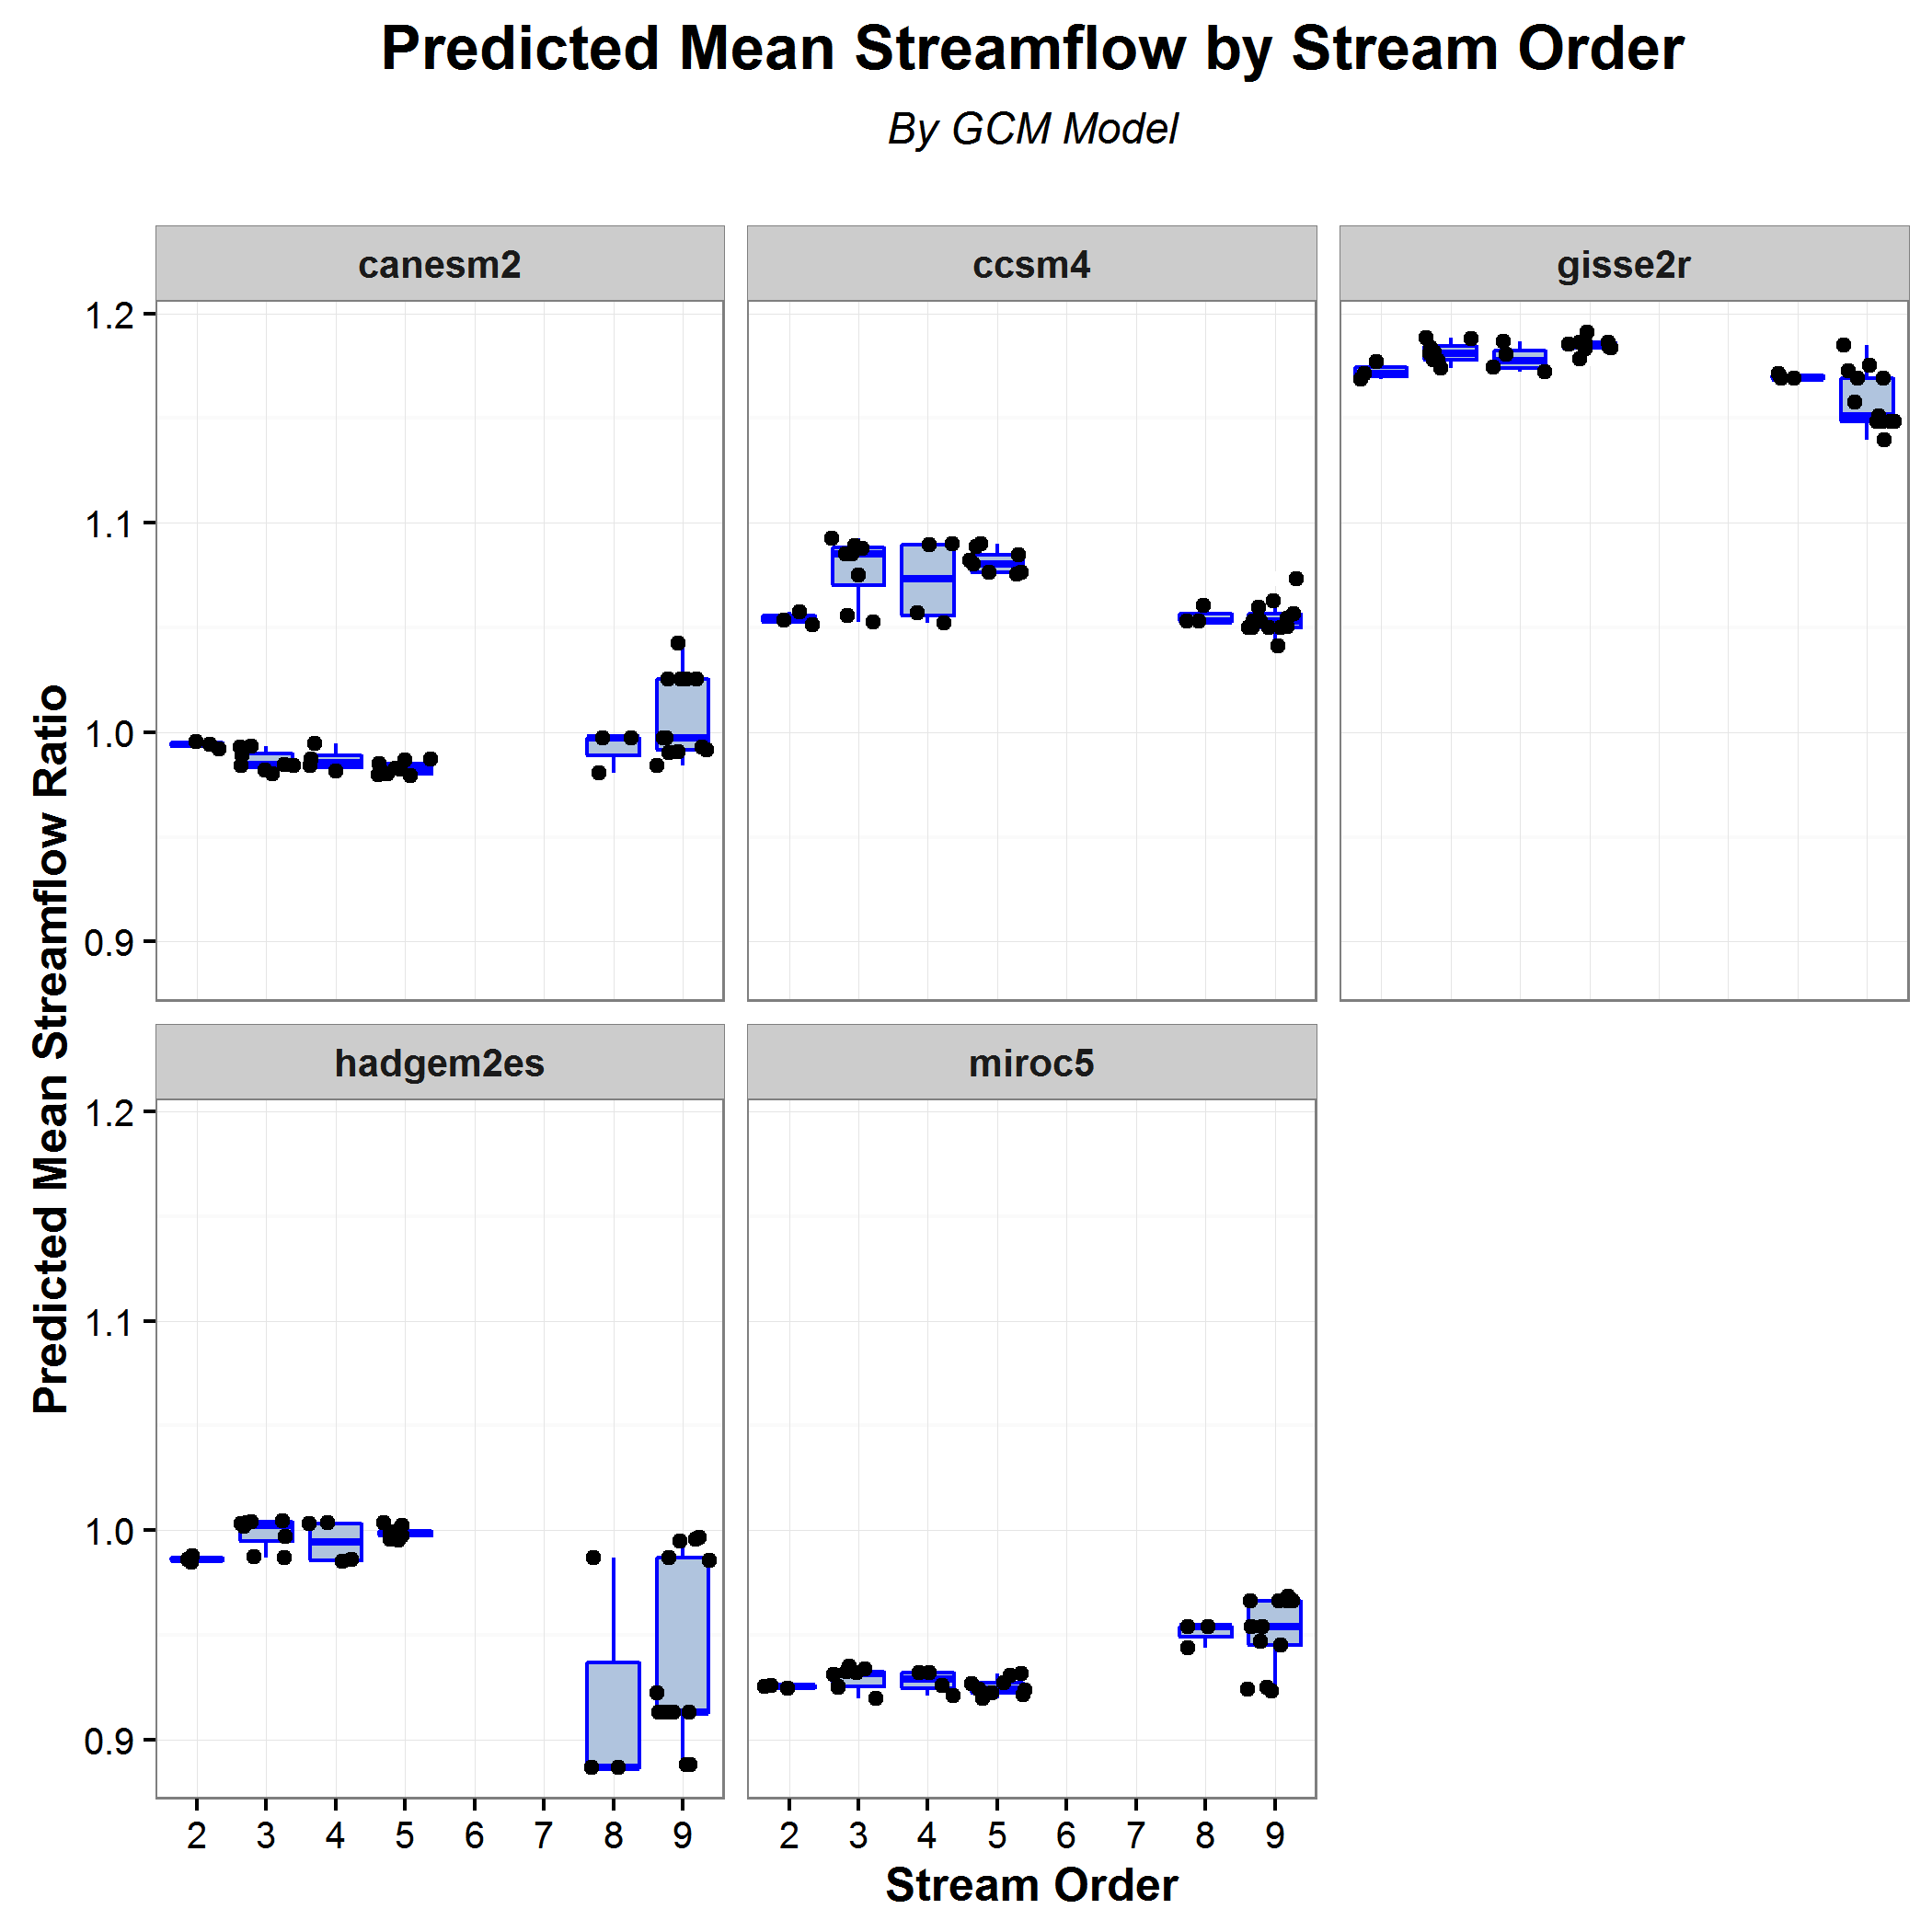 Predicted Mean Streamflow by Stream Order
By GCM Model
canesm2
ccsm4
gisse2r
1.2
1.1
1.0
0.9
Predicted Mean Streamflow Ratio
hadgem2es
miroc5
1.2
1.1
1.0
0.9
2 3 4 5 6 7 8 9
2 3 4 5 6 7 8 9
Stream Order